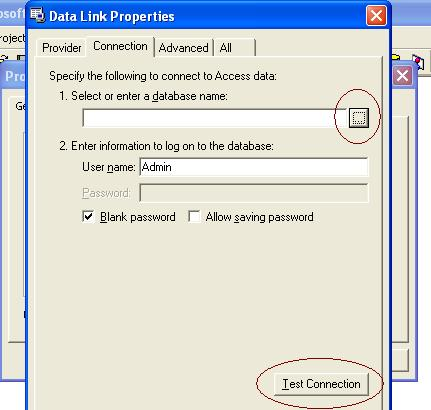 osoft
Data Link Properties
roject
Pro
Provider Connection Advanced All
Ge
Specify the following to connect to Access data:
1. Select or enter a database name:
...
2. Enter information to log on to the database:
User name: Admin
Password:
Blank password Allow saving password
Test Connection